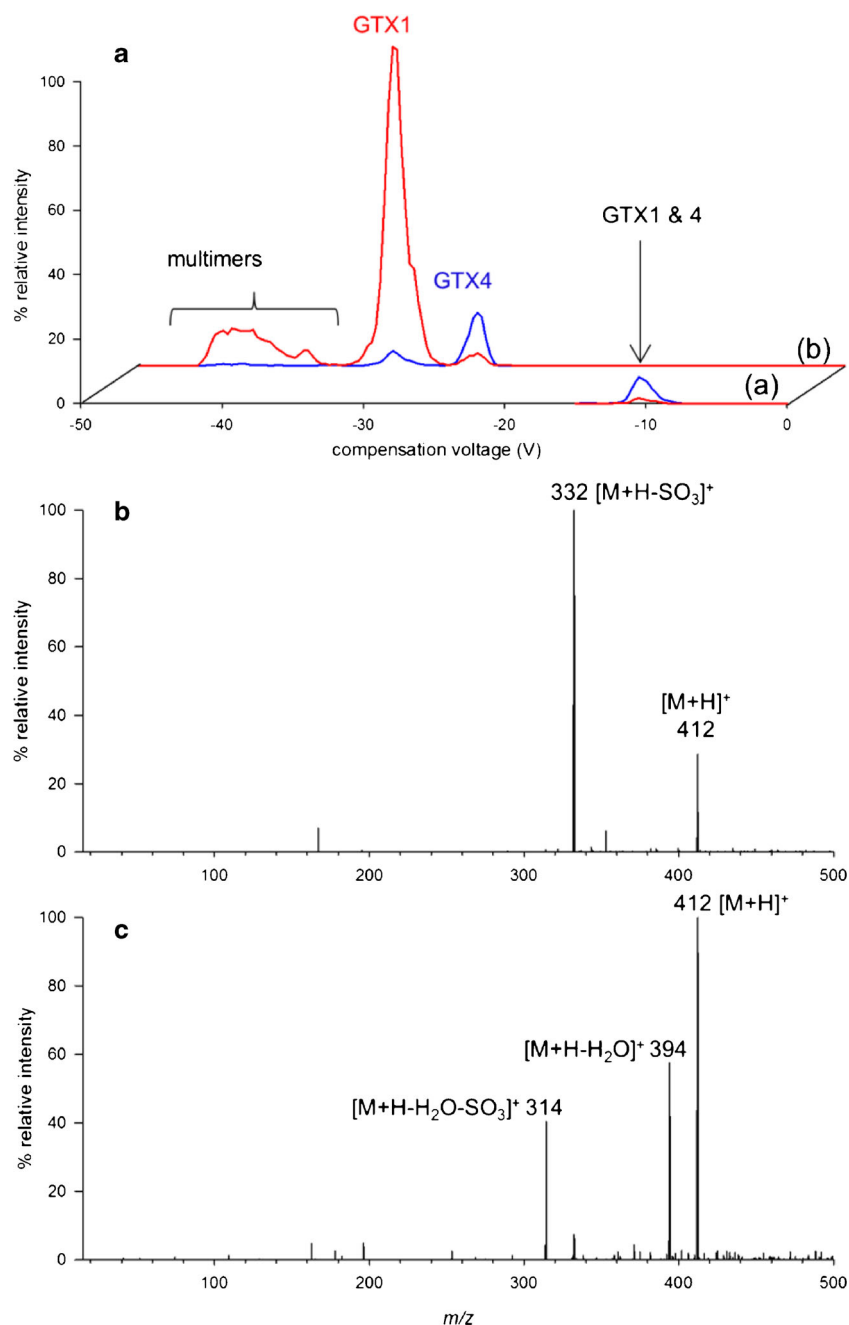 GTX1
a
100
80
60
40
20
0
% relative intensity
multimers
GTX4
GTX1 & 4
(b)
(a)
-50
-40
-30
-20
-10
0
compensation voltage (V)
b
332 [M+H-SO₃]⁺
100
80
60
40
20
0
% relative intensity
[M+H]⁺
412
100
200
300
400
500
c
412 [M+H]⁺
100
80
60
40
20
0
% relative intensity
[M+H-H₂O]⁺ 394
[M+H-H₂O-SO₃]⁺ 314
100
200
300
400
500
m/z